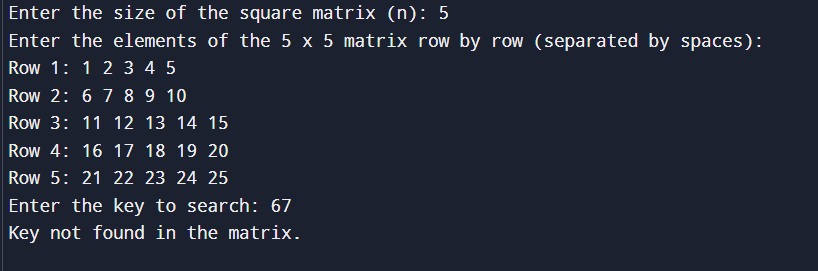 Enter the size of the square matrix (n): 5
Enter the elements of the 5 x 5 matrix row by row (separated by spaces):
Row 1: 1 2 3 4 5
Row 2: 6 7 8 9 10
Row 3: 11 12 13 14 15
Row 4: 16 17 18 19 20
Row 5: 21 22 23 24 25
Enter the key to search: 67
Key not found in the matrix.